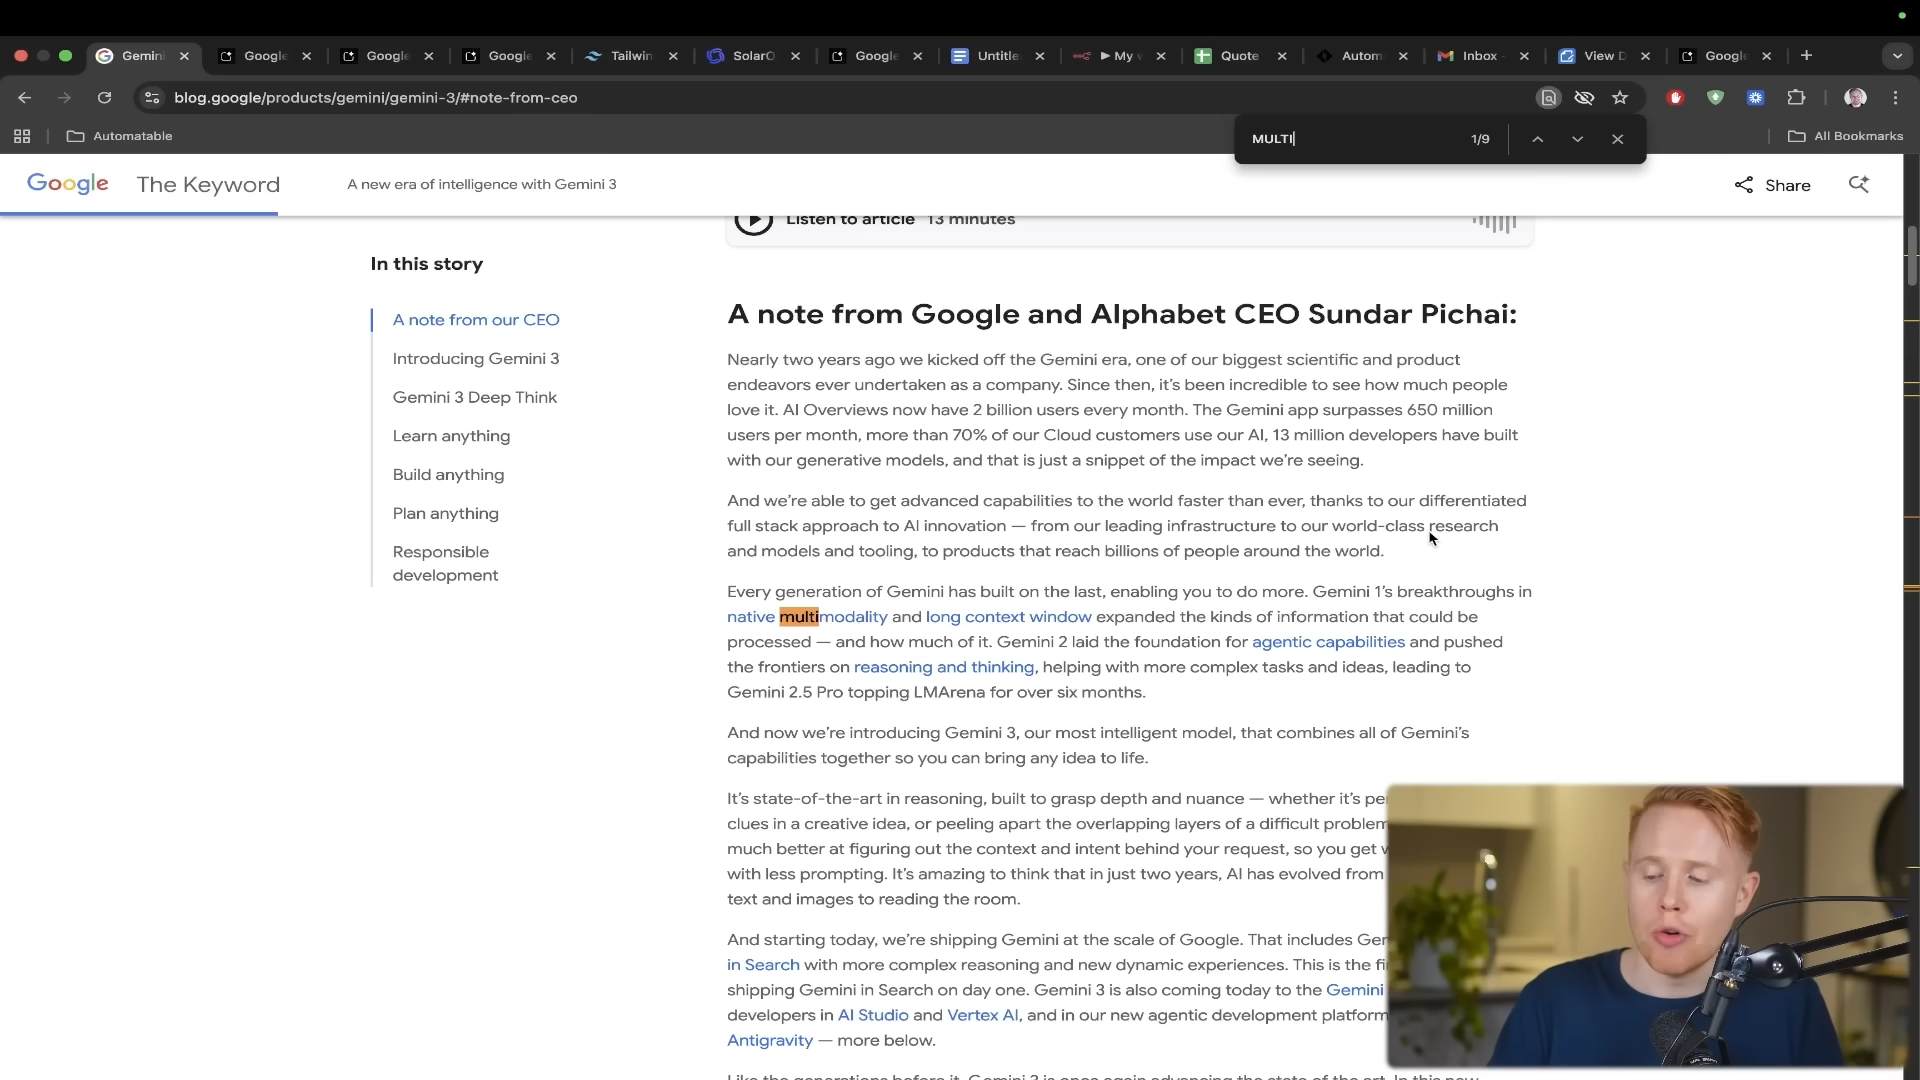 Gemini
Google
Google
Google
Tailwin
SolarO
Google
Untitle
► My w
Quote
Autom
Inbox
View D
Google
blog.google/products/gemini/gemini-3/#note-from-ceo
Automatable
All Bookmarks
MULTI
1/9
Google The Keyword
A new era of intelligence with Gemini 3
Share
Listen to article 13 minutes
In this story
A note from our CEO
Introducing Gemini 3
Gemini 3 Deep Think
Learn anything
Build anything
Plan anything
Responsible
development
A note from Google and Alphabet CEO Sundar Pichai:
Nearly two years ago we kicked off the Gemini era, one of our biggest scientific and product
endeavors ever undertaken as a company. Since then, it's been incredible to see how much people
love it. AI Overviews now have 2 billion users every month. The Gemini app surpasses 650 million
users per month, more than 70% of our Cloud customers use our AI, 13 million developers have built
with our generative models, and that is just a snippet of the impact we're seeing.
And we're able to get advanced capabilities to the world faster than ever, thanks to our differentiated
full stack approach to AI innovation — from our leading infrastructure to our world-class research
and models and tooling, to products that reach billions of people around the world.
Every generation of Gemini has built on the last, enabling you to do more. Gemini 1's breakthroughs in
native multimodality and long context window expanded the kinds of information that could be
processed — and how much of it. Gemini 2 laid the foundation for agentic capabilities and pushed
the frontiers on reasoning and thinking, helping with more complex tasks and ideas, leading to
Gemini 2.5 Pro topping LMArena for over six months.
And now we're introducing Gemini 3, our most intelligent model, that combines all of Gemini's
capabilities together so you can bring any idea to life.
It's state-of-the-art in reasoning, built to grasp depth and nuance — whether it's pe
clues in a creative idea, or peeling apart the overlapping layers of a difficult problem
much better at figuring out the context and intent behind your request, so you get
with less prompting. It's amazing to think that in just two years, AI has evolved from
text and images to reading the room.
And starting today, we're shipping Gemini at the scale of Google. That includes Gem
in Search with more complex reasoning and new dynamic experiences. This is the fi
shipping Gemini in Search on day one. Gemini 3 is also coming today to the Gemini
developers in AI Studio and Vertex AI, and in our new agentic development platform
Antigravity — more below.
Like the generations before it, Gemini 3 is once again advancing the state of the art. In this new